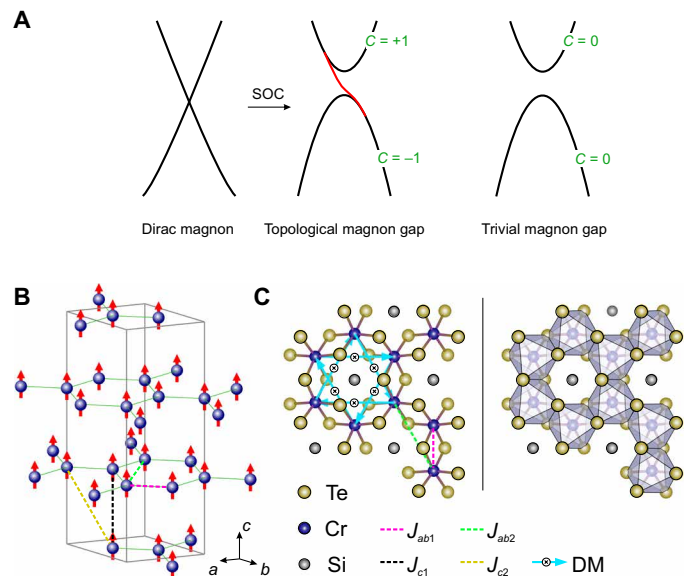 A
C = +1
C = 0
SOC
C = –1
C = 0
Dirac magnon
Topological magnon gap
Trivial magnon gap
B
C
c
a
b
Te
Cr
Si
J_ab1
J_ab2
J_c1
J_c2
DM